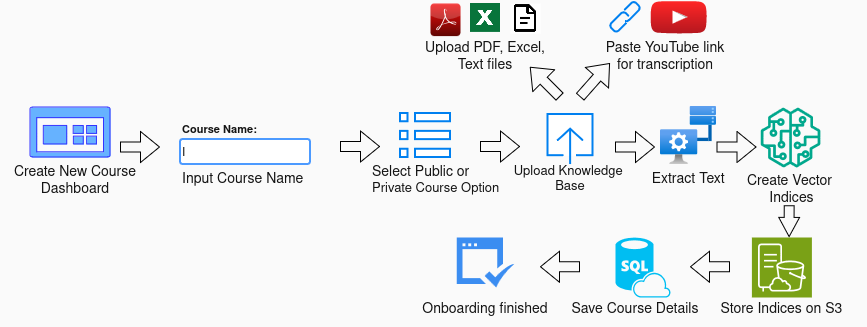 Upload PDF, Excel,
Text files
Paste YouTube link
for transcription
Course Name:
Create New Course
Dashboard
Input Course Name
Select Public or
Private Course Option
Upload Knowledge
Base
Extract Text
Create Vector
Indices
SQL
Onboarding finished
Save Course Details
Store Indices on S3